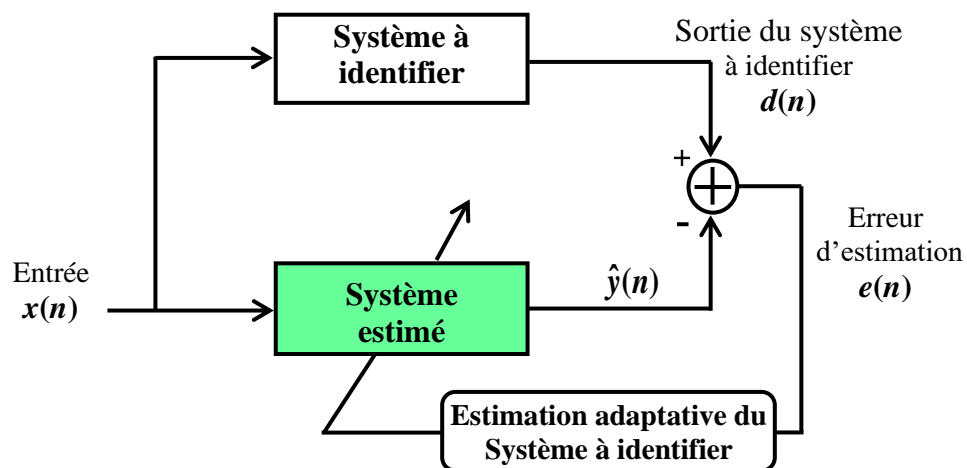 Système à
identifier
Sortie du système
à identifier
d(n)
+
-
Entrée
x(n)
Système
estimé
ŷ(n)
Erreur
d’estimation
e(n)
Estimation adaptative du
Système à identifier